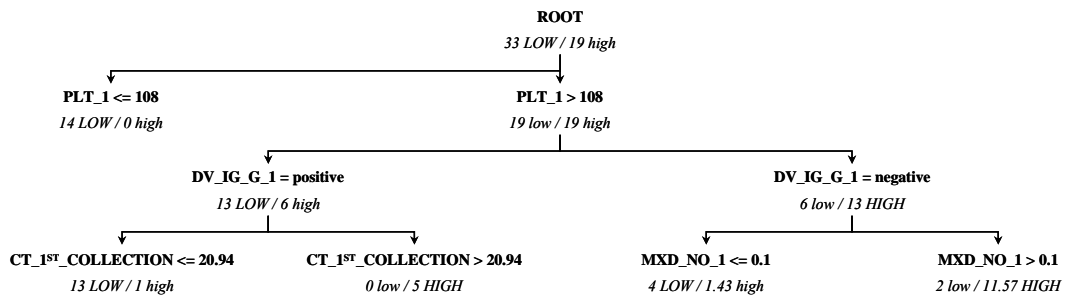 ROOT
33 LOW / 19 high
PLT_1 <= 108
PLT_1 > 108
14 LOW / 0 high
19 low / 19 high
DV_IG_G_1 = positive
DV_IG_G_1 = negative
13 LOW / 6 high
6 low / 13 HIGH
CT_1ST_COLLECTION <= 20.94
CT_1ST_COLLECTION > 20.94
MXD_NO_1 <= 0.1
MXD_NO_1 > 0.1
13 LOW / 1 high
0 low / 5 HIGH
4 LOW / 1.43 high
2 low / 11.57 HIGH